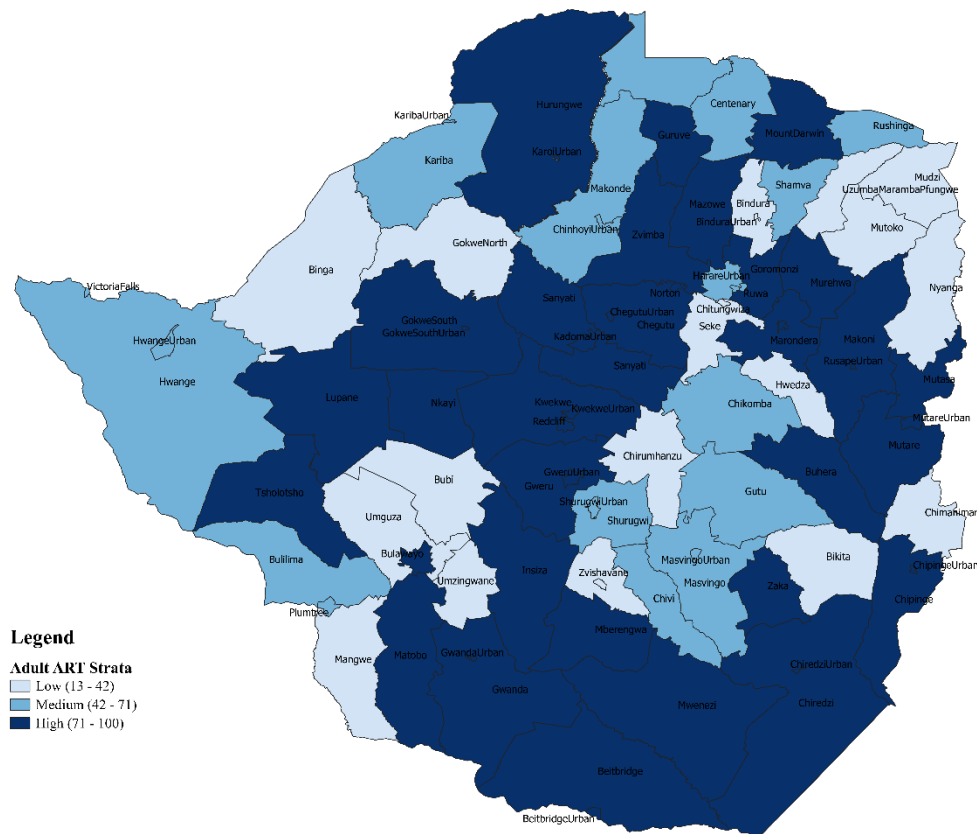 Hurungwe
Centenary
KaribaUrban
MountDarwin
Rushinga
Guruve
KaroiUrban
Kariba
Mudzi
Shamva
Makonde
UzumbaMarambaPfungwe
Mazowe
Bindura
BinduraUrban
Mutoko
ChinhoyiUrban
Zvimba
GokweNorth
Binga
Goromonzi
HarareUrban
Murehwa
VictoriaFalls
Norton
Ruwa
Nyanga
Sanyati
Chitungwiza
ChegutuUrban
GokweSouth
Chegutu
Seke
GokweSouthUrban
KadomaUrban
Marondera
Makoni
HwangeUrban
RusapeUrban
Sanyati
Hwange
Hwedza
Mutasa
Lupane
Nkayi
Chikomba
Kwekwe
KwekweUrban
Redcliff
MutareUrban
Mutare
Chirumhanzu
GweruUrban
Buhera
Bubi
Gweru
Tsholotsho
Gutu
ShurugwiUrban
Umguza
Shurugwi
Chimanimani
Bulawayo
Bikita
MasvingoUrban
Bulilima
ChipingeUrban
Insiza
Zvishavane
Umzingwane
Masvingo
Zaka
Chivi
Chipinge
Plumtree
Mberengwa
Legend
Adult ART Strata
Low (13 - 42)
Medium (42 - 71)
High (71 - 100)
Mangwe
Matobo
GwandaUrban
ChiredziUrban
Gwanda
Mwenezi
Chiredzi
Beitbridge
BeitbridgeUrban